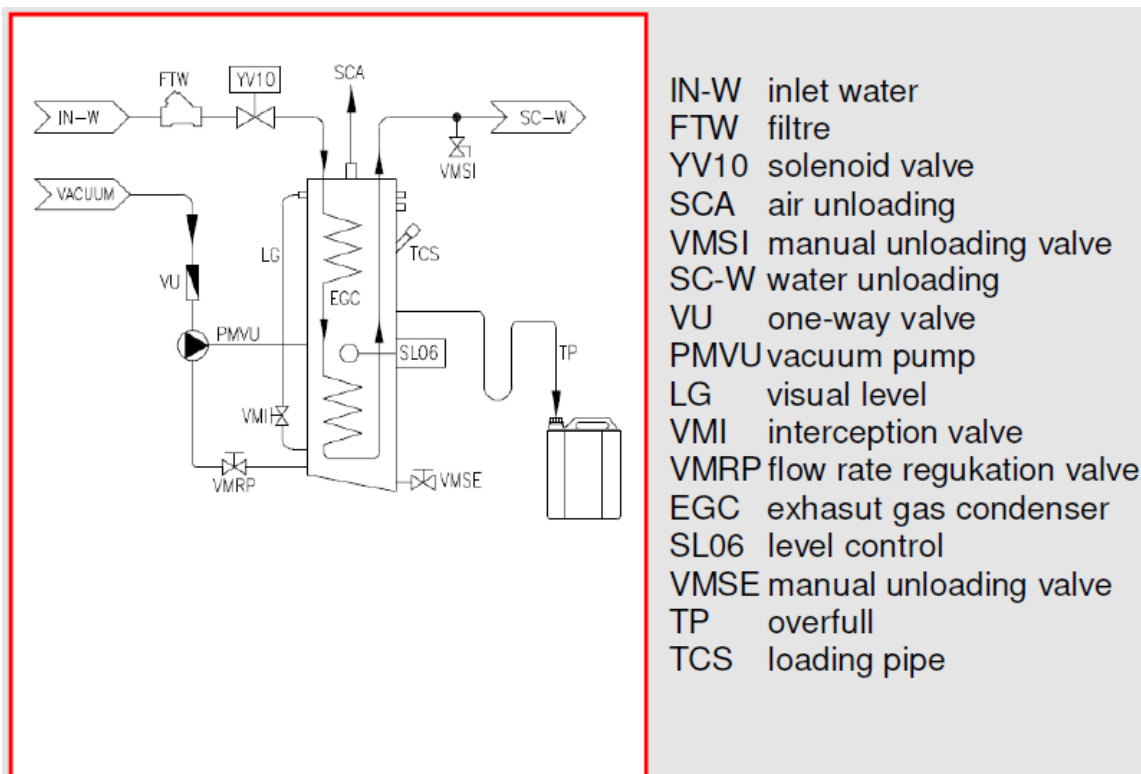 FTW
YV10
SCA
IN-W
SC-W
VMSI
VACUUM
LG
TCS
VU
EGC
PMVU
SL06
TP
VMI
VMRP
VMSE
IN-W inlet water
FTW filtre
YV10 solenoid valve
SCA air unloading
VMSI manual unloading valve
SC-W water unloading
VU one-way valve
PMVU vacuum pump
LG visual level
VMI interception valve
VMRP flow rate regukation valve
EGC exhasut gas condenser
SL06 level control
VMSE manual unloading valve
TP overfull
TCS loading pipe